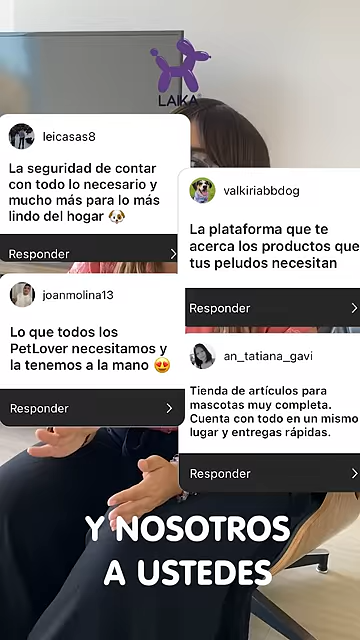 LAIKA
leicasas8
La seguridad de contar
con todo lo necesario y
mucho más para lo más
lindo del hogar 🐶
Responder
valkiriabbdog
La plataforma que te
acerca los productos que
tus peludos necesitan
Responder
joanmolina13
Lo que todos los
PetLover necesitamos y
la tenemos a la mano 😍
Responder
an_tatiana_gavi
Tienda de artículos para
mascotas muy completa.
Cuenta con todo en un mismo
lugar y entregas rápidas.
Responder
Y NOSOTROS
A USTEDES